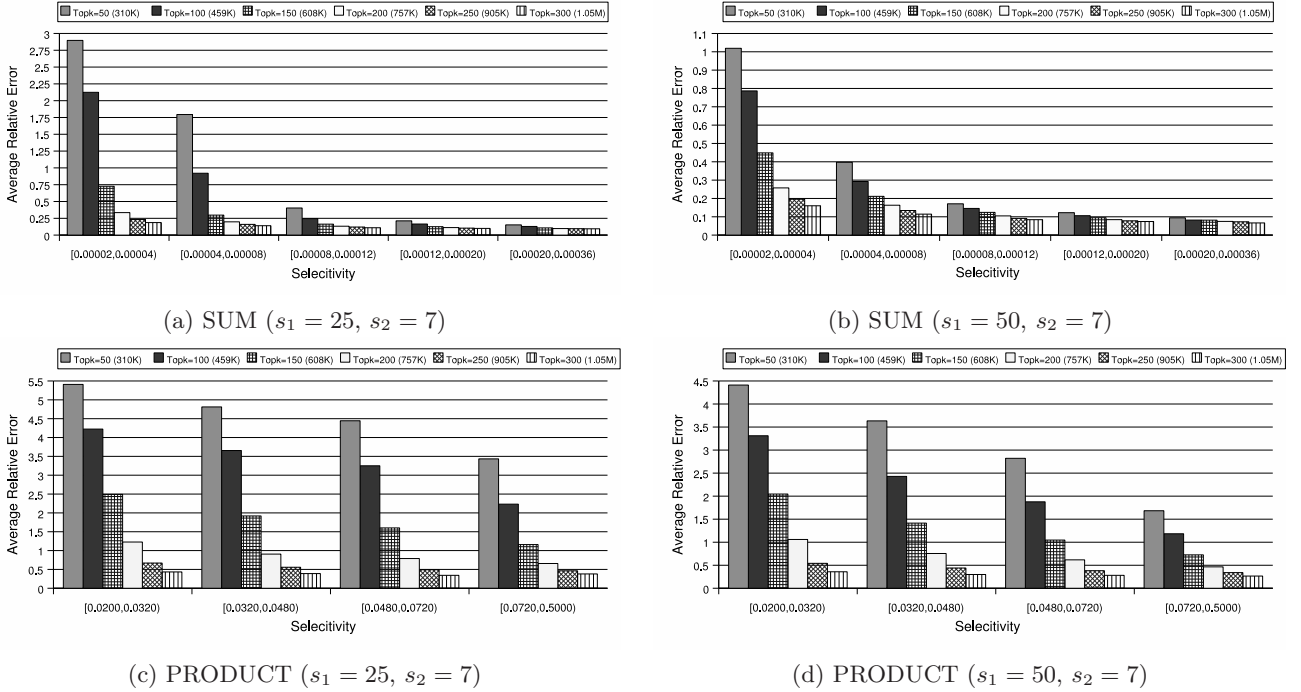 Topk=50 (310K) Topk=100 (459K) Topk=150 (608K) Topk=200 (757K) Topk=250 (905K) Topk=300 (1.05M)
3
2.75
2.5
2.25
2
1.75
1.5
1.25
1
0.75
0.5
0.25
0
Average Relative Error
[0.00002,0.00004) [0.00004,0.00008) [0.00008,0.00012) [0.00012,0.00020) [0.00020,0.00036)
Selecitivity
(a) SUM (s1 = 25, s2 = 7)
Topk=50 (310K) Topk=100 (459K) Topk=150 (608K) Topk=200 (757K) Topk=250 (905K) Topk=300 (1.05M)
1.1
1
0.9
0.8
0.7
0.6
0.5
0.4
0.3
0.2
0.1
0
Average Relative Error
[0.00002,0.00004) [0.00004,0.00008) [0.00008,0.00012) [0.00012,0.00020) [0.00020,0.00036)
Selecitivity
(b) SUM (s1 = 50, s2 = 7)
Topk=50 (310K) Topk=100 (459K) Topk=150 (608K) Topk=200 (757K) Topk=250 (905K) Topk=300 (1.05M)
5.5
5
4.5
4
3.5
3
2.5
2
1.5
1
0.5
0
Average Relative Error
[0.0200,0.0320) [0.0320,0.0480) [0.0480,0.0720) [0.0720,0.5000)
Selecitivity
(c) PRODUCT (s1 = 25, s2 = 7)
Topk=50 (310K) Topk=100 (459K) Topk=150 (608K) Topk=200 (757K) Topk=250 (905K) Topk=300 (1.05M)
4.5
4
3.5
3
2.5
2
1.5
1
0.5
0
Average Relative Error
[0.0200,0.0320) [0.0320,0.0480) [0.0480,0.0720) [0.0720,0.5000)
Selecitivity
(d) PRODUCT (s1 = 50, s2 = 7)